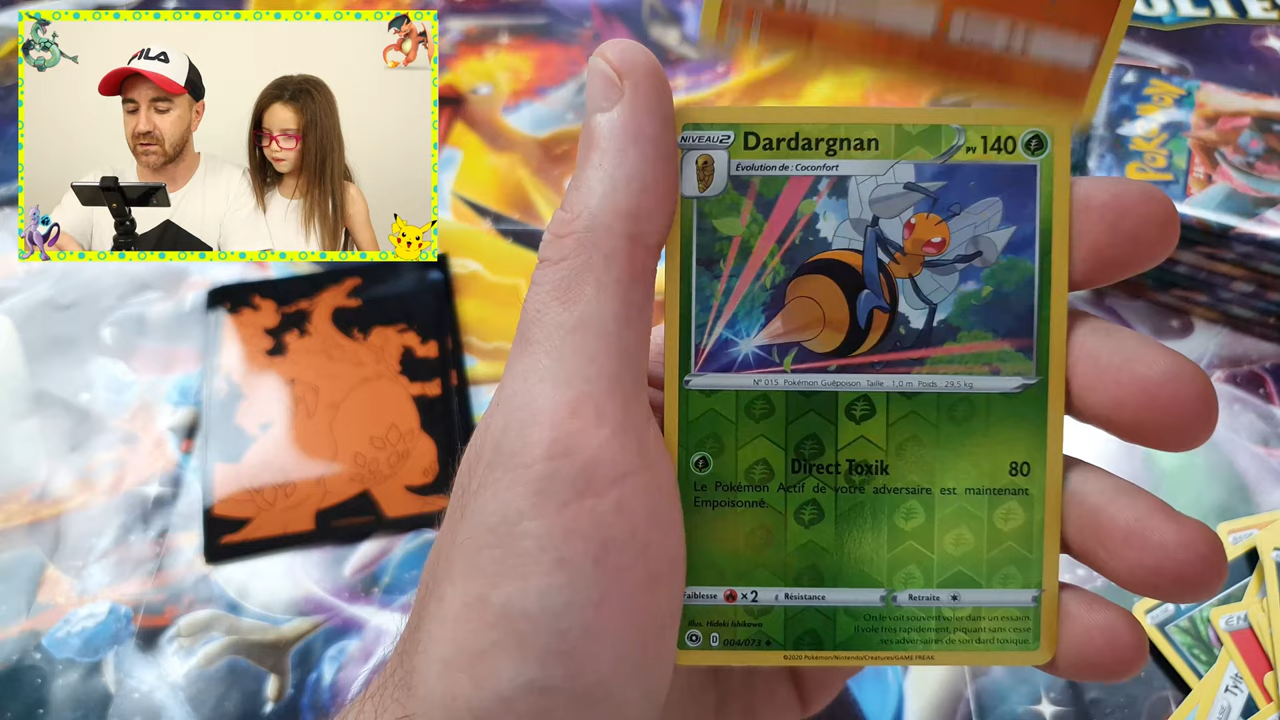 FILA
POKÉMON
NIVEAU2
Dardargnan
PV 140
Évolution de : Coconfort
N° 015 Pokémon Guêpoison Taille : 1,0 m Poids : 29,5 kg
Direct Toxik 80
Le Pokémon Actif de votre adversaire est maintenant
Empoisonné.
Faiblesse ×2 Résistance Retraite
Illus. Hideki Ishikawa
On le voit souvent voler dans un essaim.
Il vole très rapidement, piquant sans cesse
ses adversaires de son dard toxique.
D 004/073
©2020 Pokémon/Nintendo/Creatures/GAME FREAK